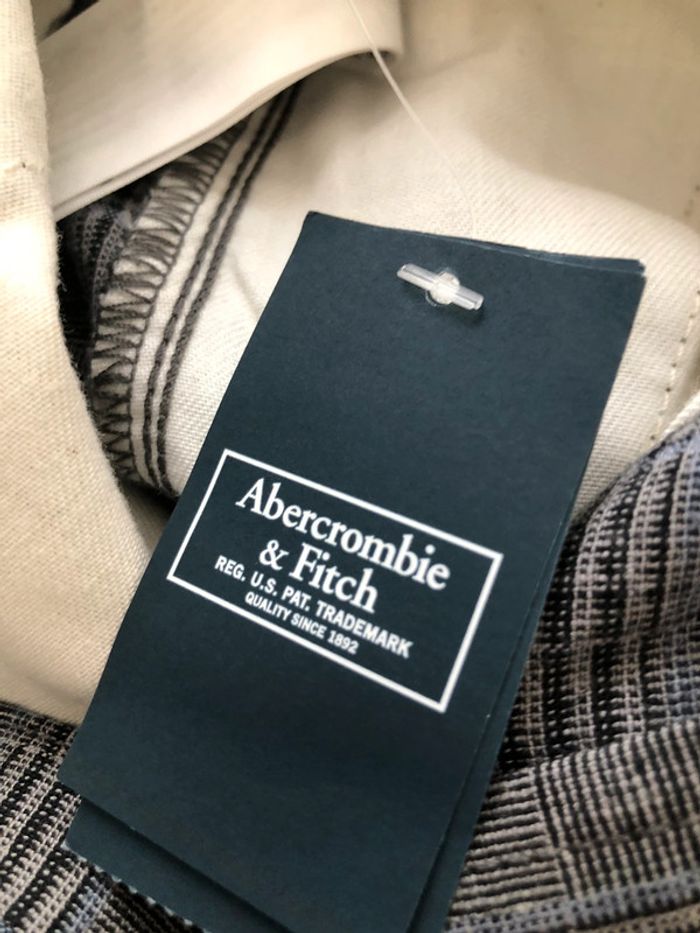 Abercrombie
& Fitch
REG. U.S. PAT. TRADEMARK
QUALITY SINCE 1892